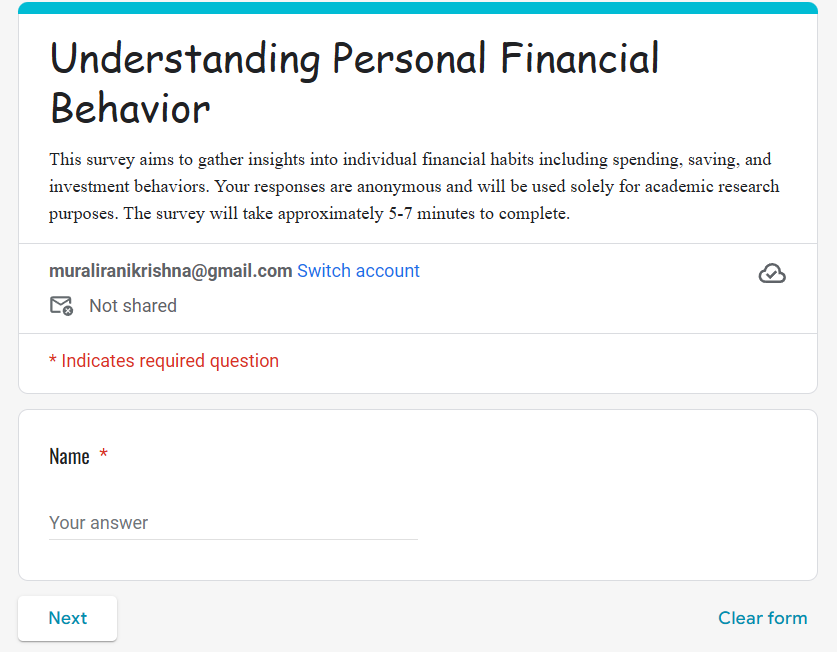 Understanding Personal Financial
Behavior
This survey aims to gather insights into individual financial habits including spending, saving, and
investment behaviors. Your responses are anonymous and will be used solely for academic research
purposes. The survey will take approximately 5-7 minutes to complete.
muraliranikrishna@gmail.com Switch account
Not shared
* Indicates required question
Name *
Your answer
Next Clear form